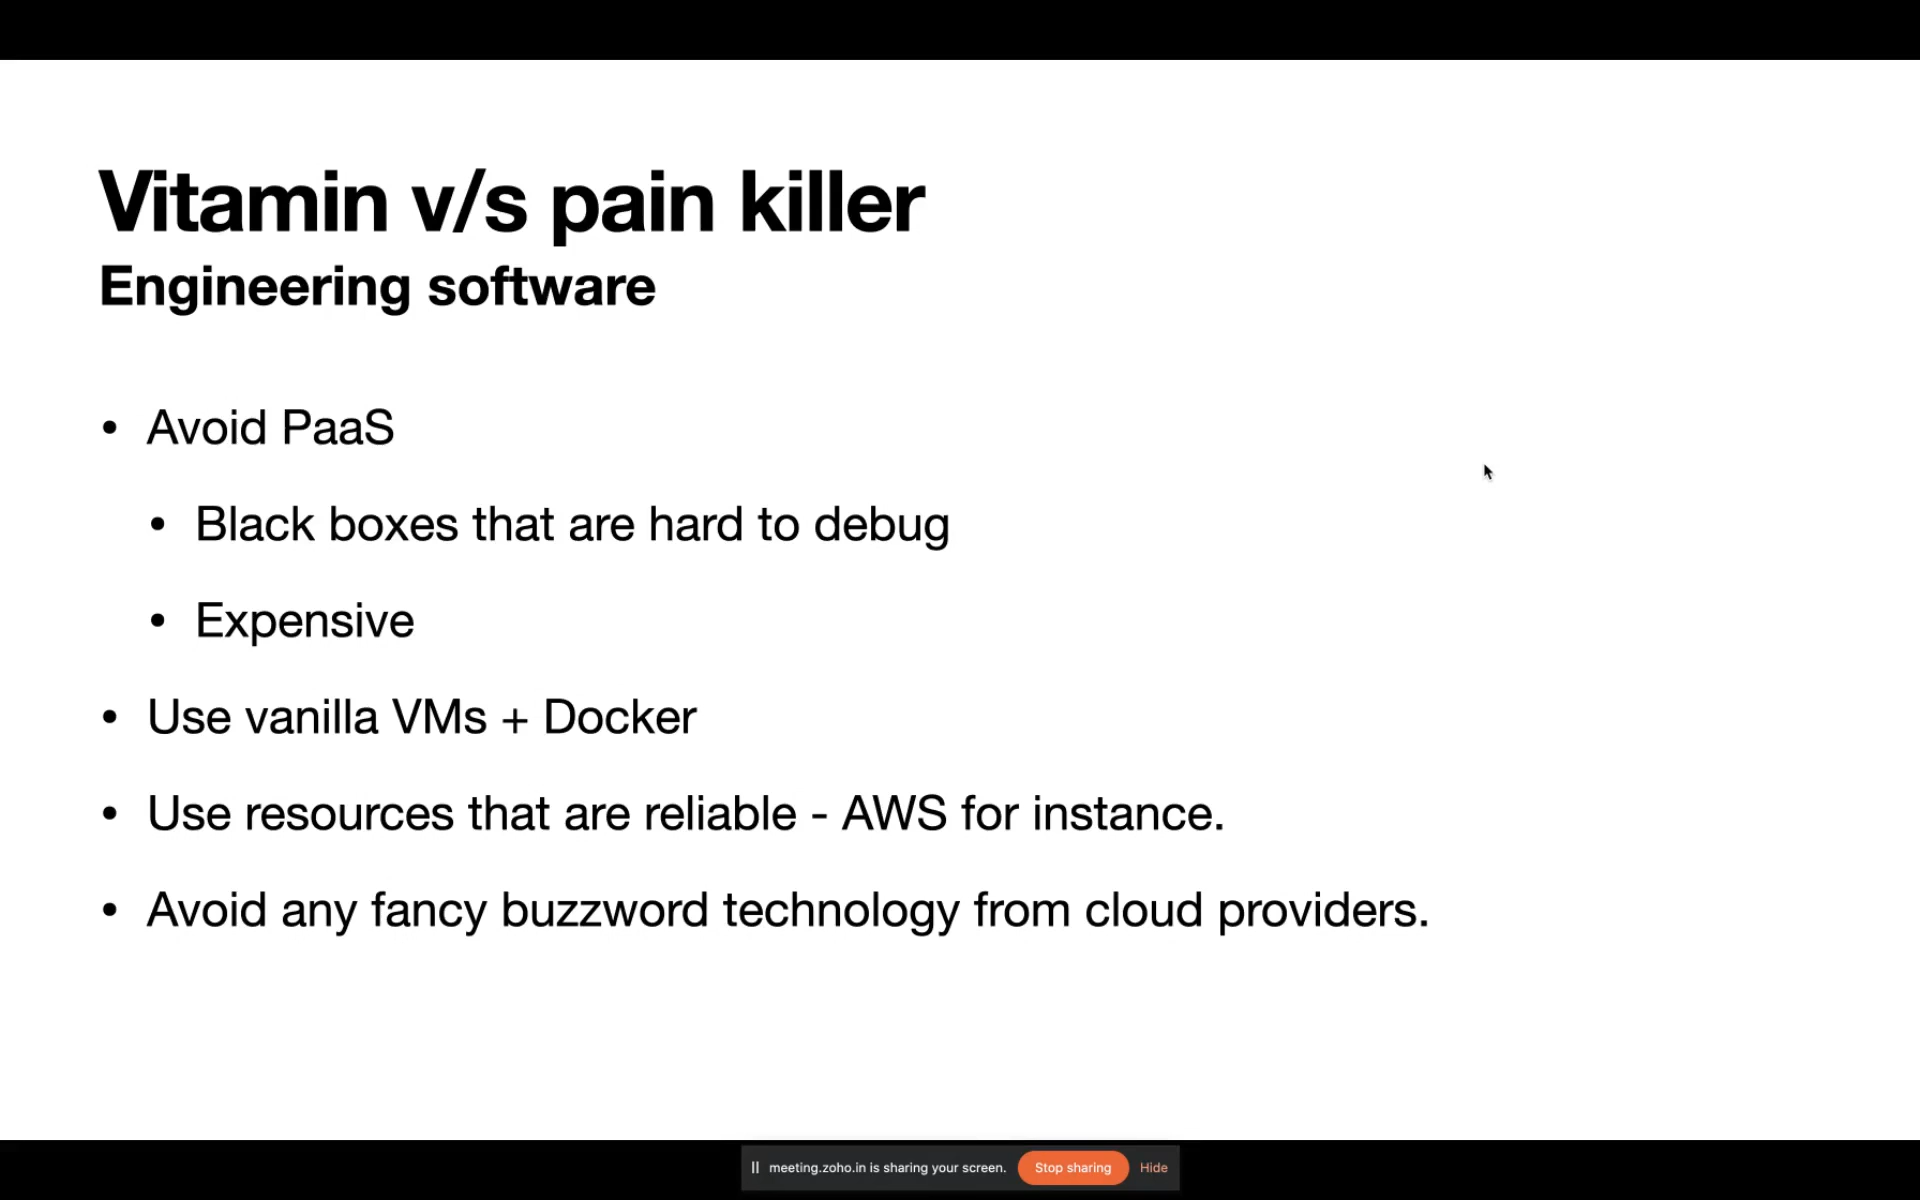 Vitamin v/s pain killer
Engineering software
• Avoid PaaS
• Black boxes that are hard to debug
• Expensive
• Use vanilla VMs + Docker
• Use resources that are reliable - AWS for instance.
• Avoid any fancy buzzword technology from cloud providers.
meeting.zoho.in is sharing your screen. Stop sharing Hide